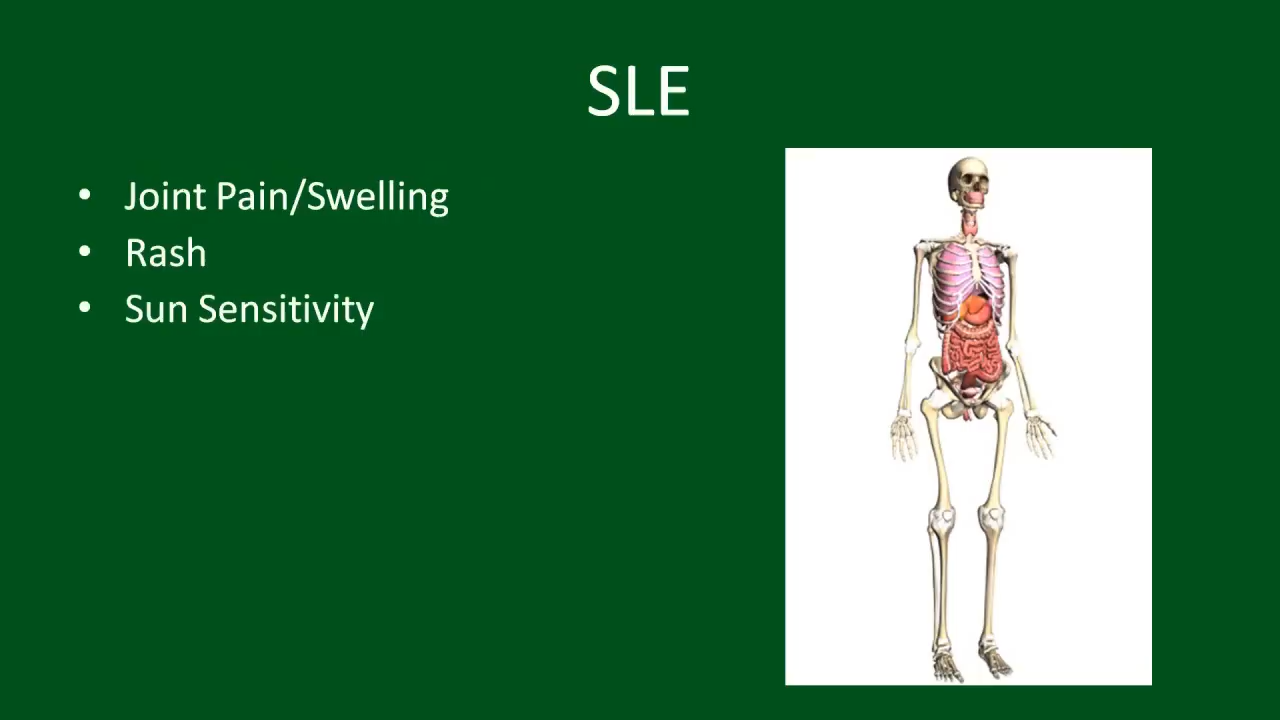 SLE
• Joint Pain/Swelling
• Rash
• Sun Sensitivity